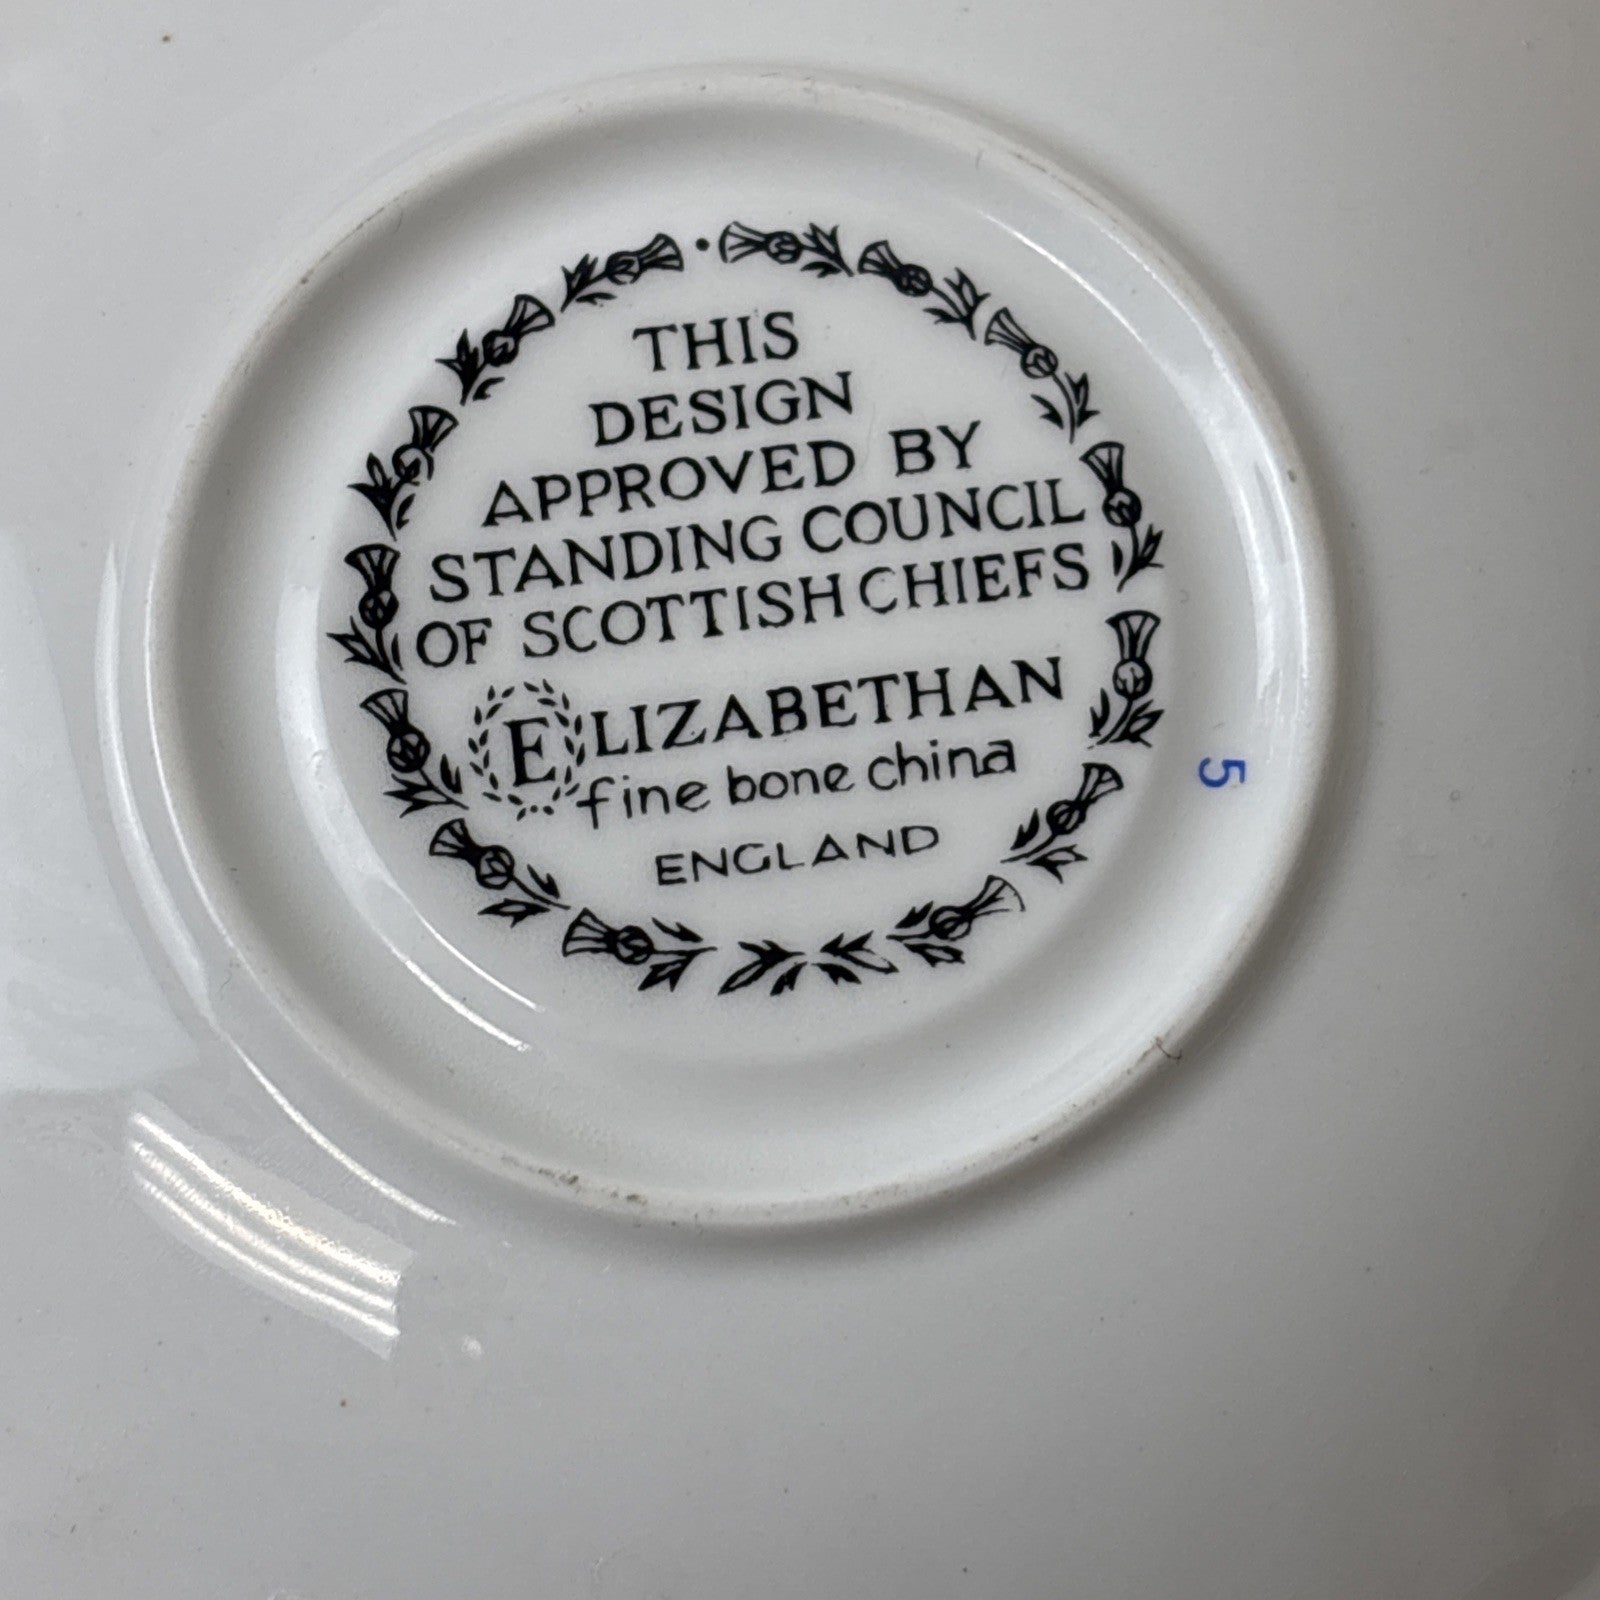 THIS
DESIGN
APPROVED BY
STANDING COUNCIL
OF SCOTTISH CHIEFS
ELIZABETHAN
fine bone china
ENGLAND
5